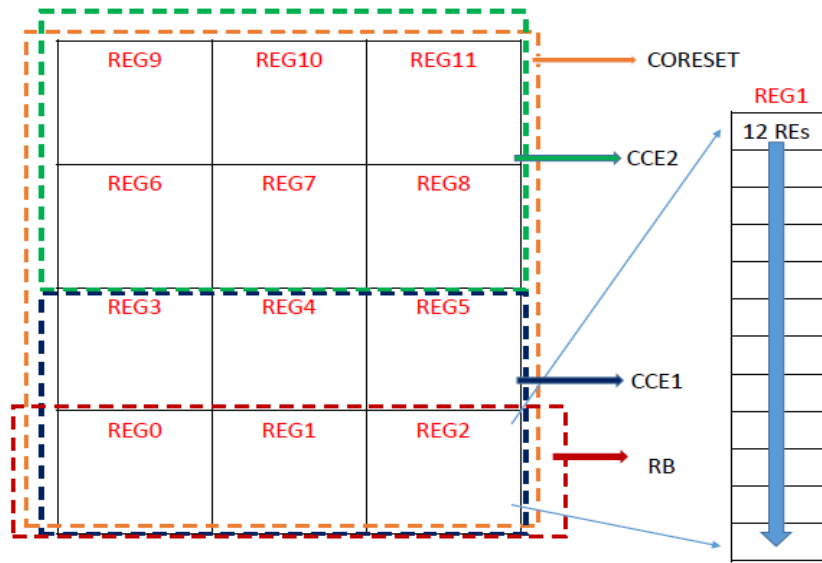 REG9 REG10 REG11
CORESET
REG1
12 REs
CCE2
REG6 REG7 REG8
REG3 REG4 REG5
CCE1
REG0 REG1 REG2
RB